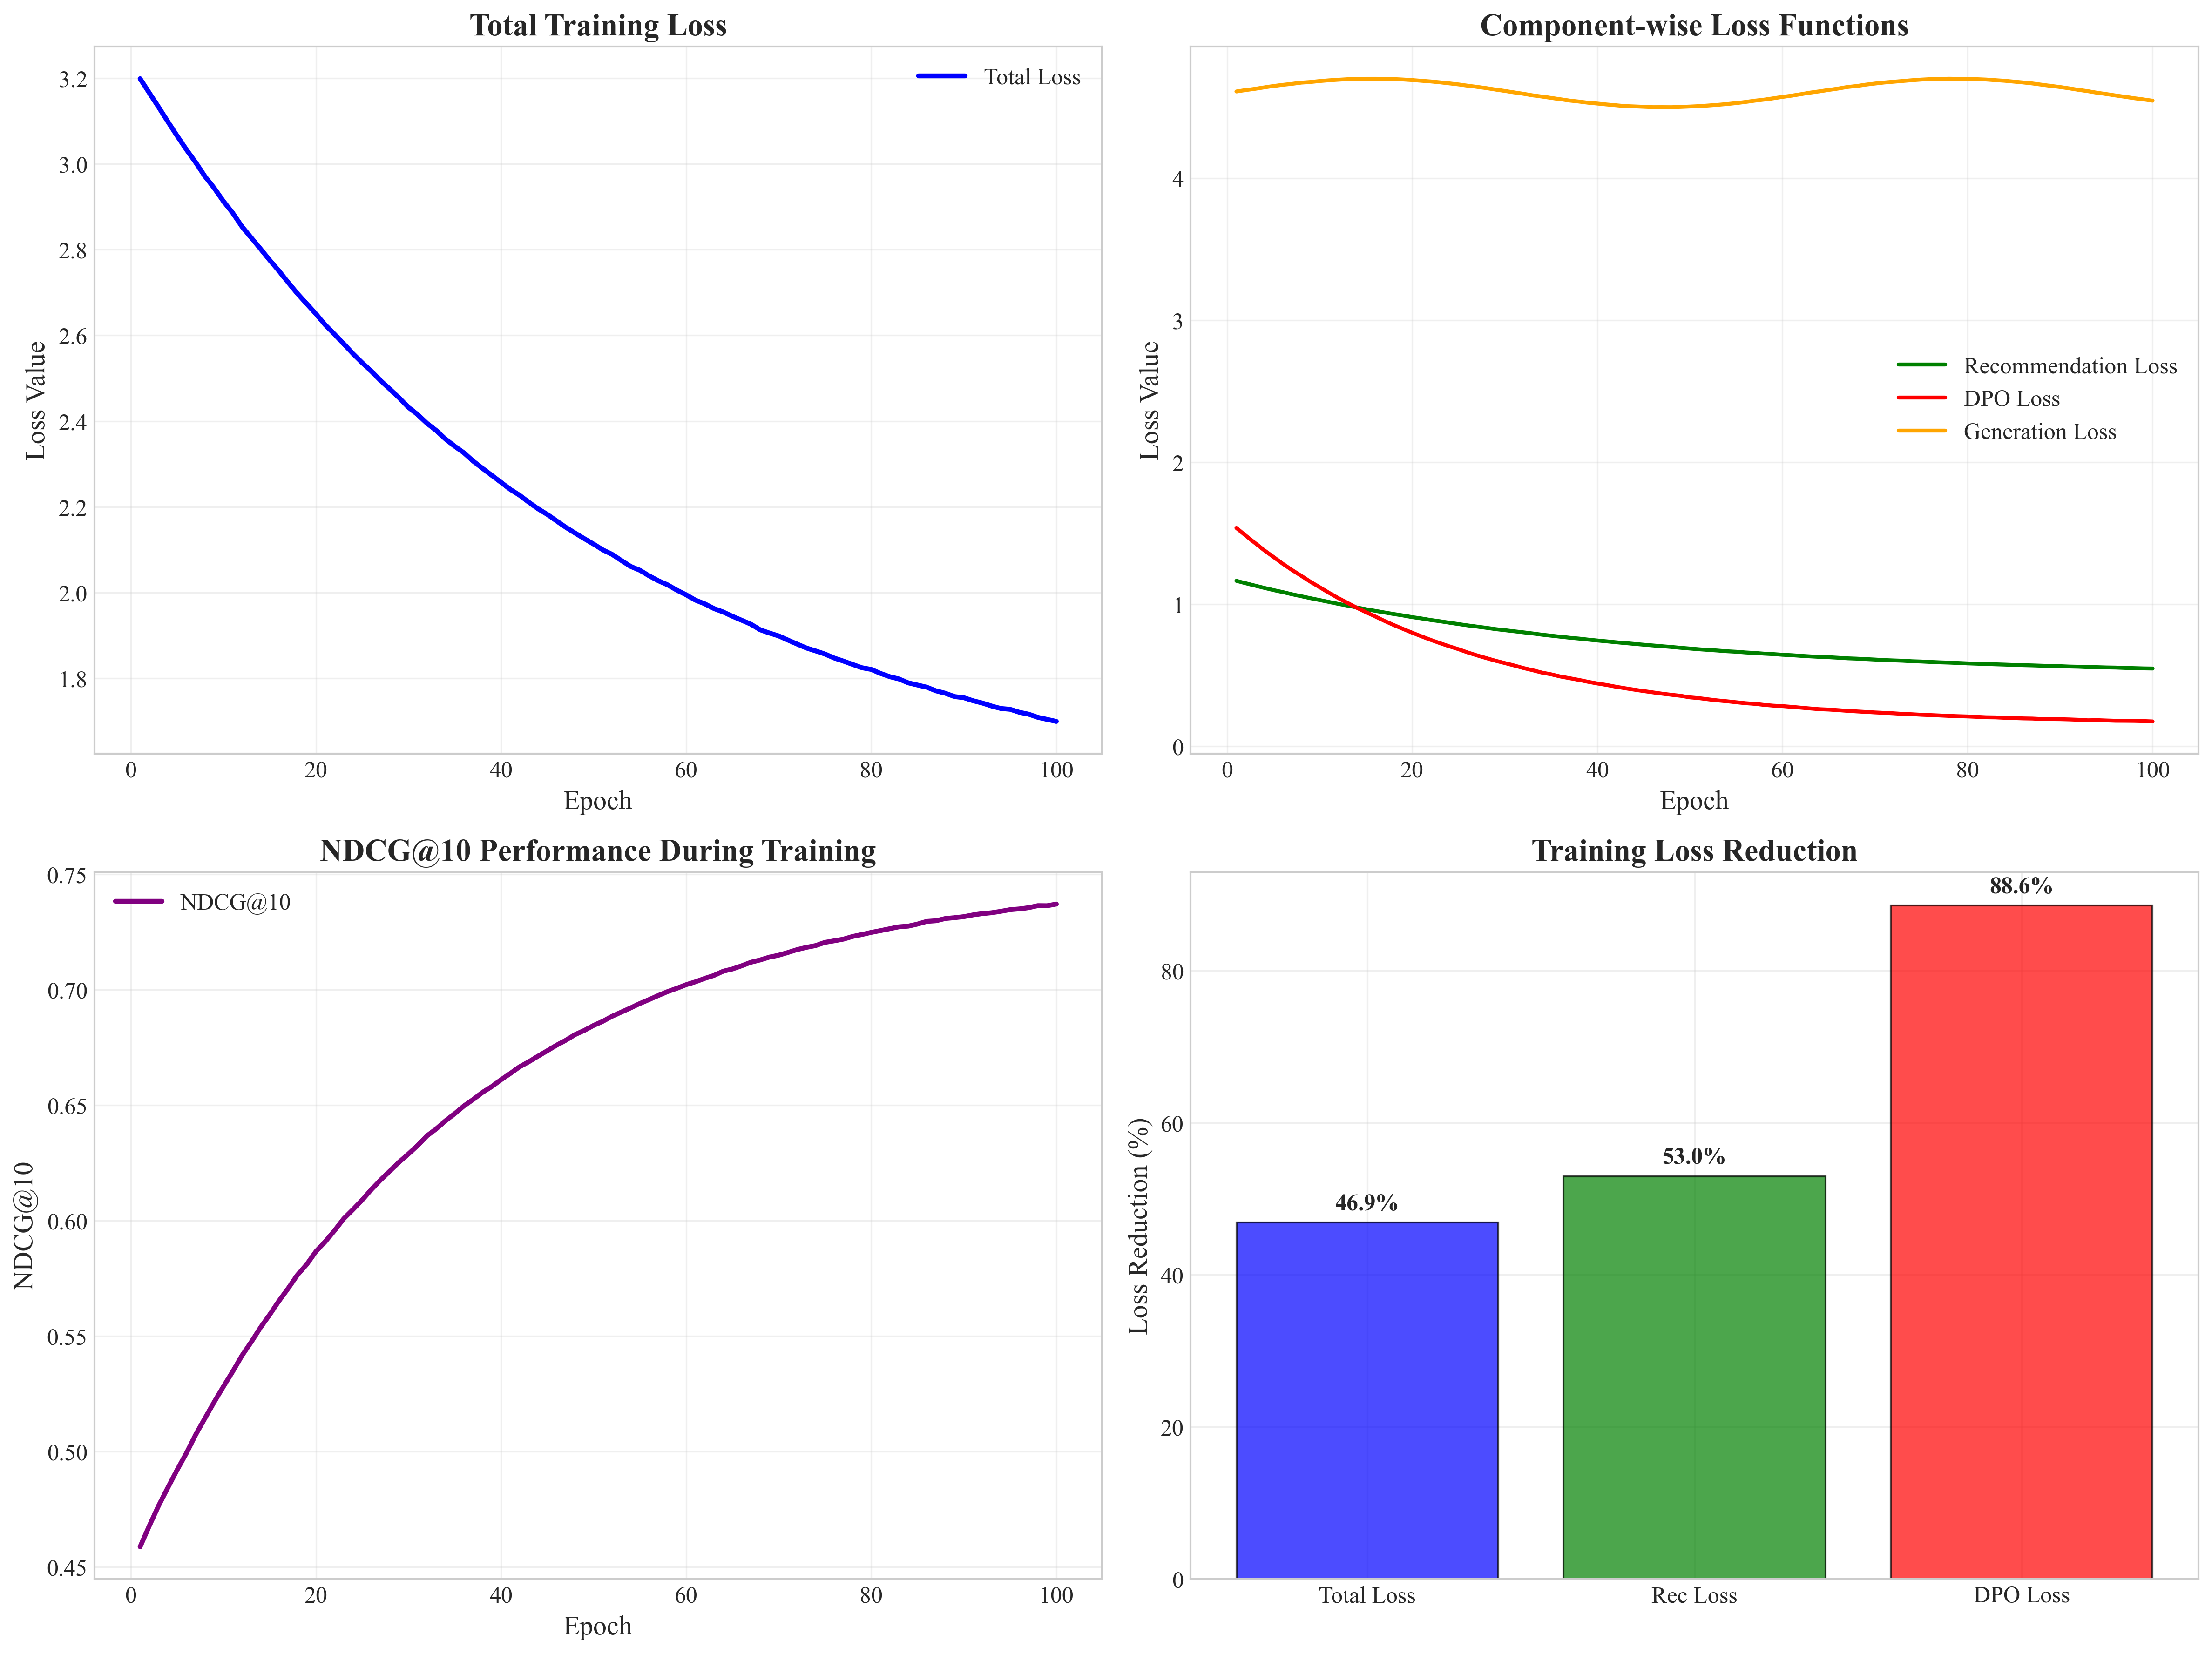 Total Training Loss
Total Loss
3.2
3.0
2.8
2.6
2.4
2.2
2.0
1.8
Loss Value
0 20 40 60 80 100
Epoch
Component-wise Loss Functions
4
3
2
1
0
Loss Value
Recommendation Loss
DPO Loss
Generation Loss
0 20 40 60 80 100
Epoch
NDCG@10 Performance During Training
NDCG@10
0.75
0.70
0.65
0.60
0.55
0.50
0.45
NDCG@10
0 20 40 60 80 100
Epoch
Training Loss Reduction
88.6%
53.0%
46.9%
80
60
40
20
0
Loss Reduction (%)
Total Loss Rec Loss DPO Loss